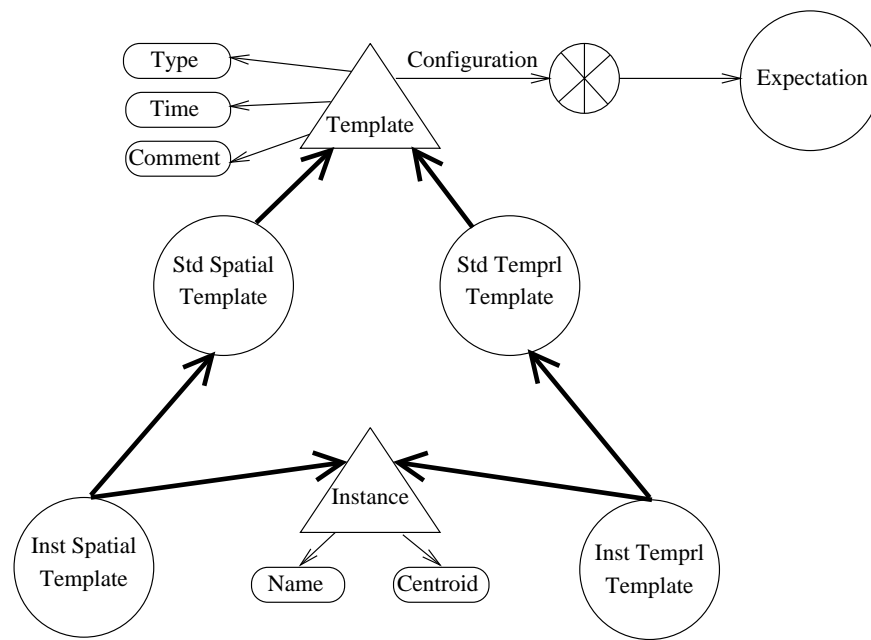 Type
Configuration
Expectation
Time
Template
Comment
Std Spatial
Template
Std Temprl
Template
Instance
Inst Spatial
Template
Inst Temprl
Template
Name
Centroid